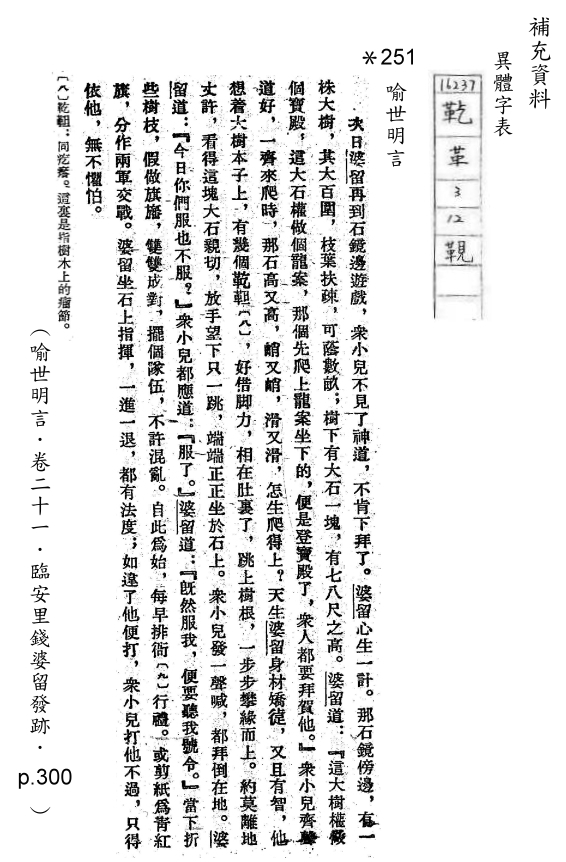 補充資料
異體字表
16237
革
3
12
＊251
喻世明言
次日婆留再到石鏡邊遊戲，衆小兒不見了神道，不肯下拜了。婆留心生一計。那石鏡傍邊，有一
株大樹，其大百圍，枝葉扶疎，可蔭數畝；樹下有大石一塊，有七八尺之高。婆留道：『這大樹權做
個寶殿，這大石權做個龍案，那個先爬上龍案坐下的，便是登寶殿了，衆人都要拜賀他。』衆小兒齊聲
道好，一齊來爬時，那石高又高，峭又峭，滑又滑，怎生爬得上？天生婆留身材矯健，又且有智，他
想着大樹本子上，有幾個〔八〕，好借脚力，相在肚裏了，跳上樹根，一步步攀緣而上。約莫離地
丈許，看得這塊大石親切，放手望下只一跳，端端正正坐於石上。衆小兒發一聲喊，都拜倒在地。婆
留道：『今日你們服也不服？』衆小兒都應道：『服了。』婆留道：『旣然服我，便要聽我號令。』當下折
些樹枝，假做旗旛，雙雙成對，擺個隊伍，不許混亂。自此爲始，每早排衙〔九〕行禮。或剪紙爲青紅
旗，分作兩軍交戰。婆留坐石上指揮，一進一退，都有法度；如違了他便打，衆小兒打他不過，只得
依他，無不懼怕。
〔八〕：同疙瘩。這裏是指樹木上的瘤節。
（喻世明言．卷二十一．臨安里錢婆留發跡．p.300）